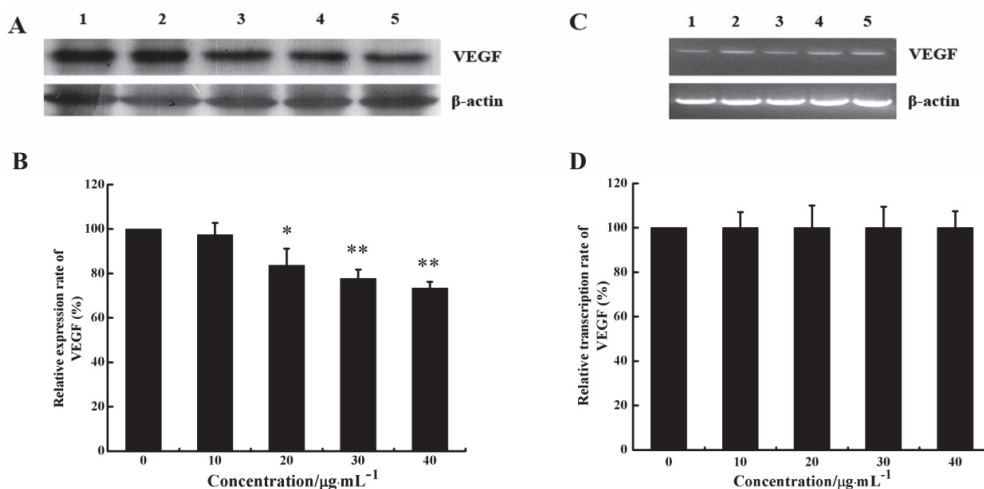 A
1 2 3 4 5
VEGF
β-actin
B
Relative expression rate of
VEGF (%)
120
100
80
60
40
20
0
*
**
**
0 10 20 30 40
Concentration/μg·mL⁻¹
C
1 2 3 4 5
VEGF
β-actin
D
Relative transcription rate of
VEGF (%)
120
100
80
60
40
20
0
0 10 20 30 40
Concentration/μg·mL⁻¹